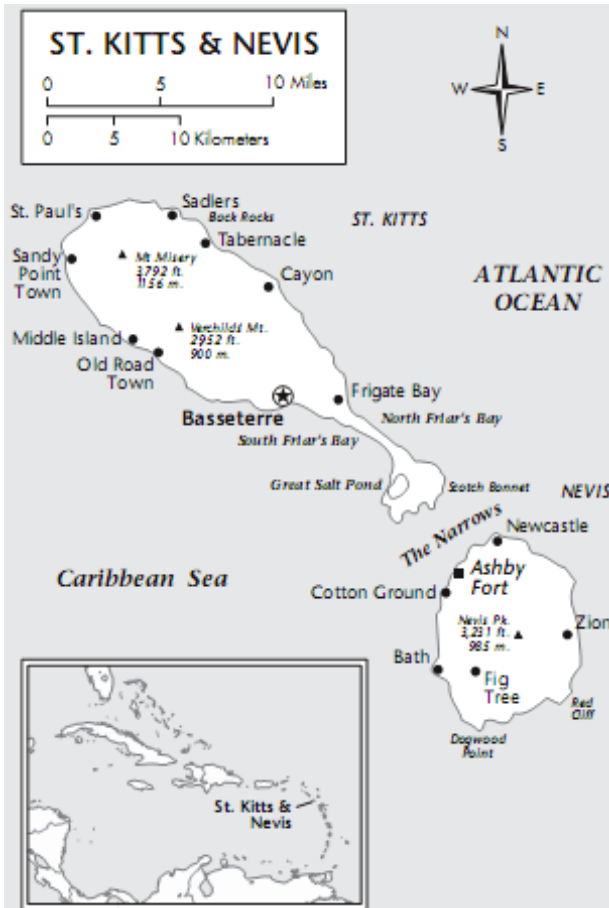 ST. KITTS & NEVIS
0 5 10 Miles
0 5 10 Kilometers
N
W E
S
St. Paul's
Sadlers
Back Rocks
ST. KITTS
Tabernacle
Sandy
Point
Town
Mt Misery
3,792 ft.
1156 m.
Cayon
ATLANTIC
OCEAN
Middle Island
Verchilds Mt.
2952 ft.
900 m.
Old Road
Town
Basseterre
Frigate Bay
North Friar's Bay
South Friar's Bay
Great Salt Pond
Scotch Bonnet
NEVIS
The Narrows
Newcastle
Caribbean Sea
Ashby
Fort
Cotton Ground
Nevis Pk.
3,231 ft.
985 m.
Zion
Bath
Fig
Tree
Red
Cliff
Dogwood
Point
St. Kitts &
Nevis